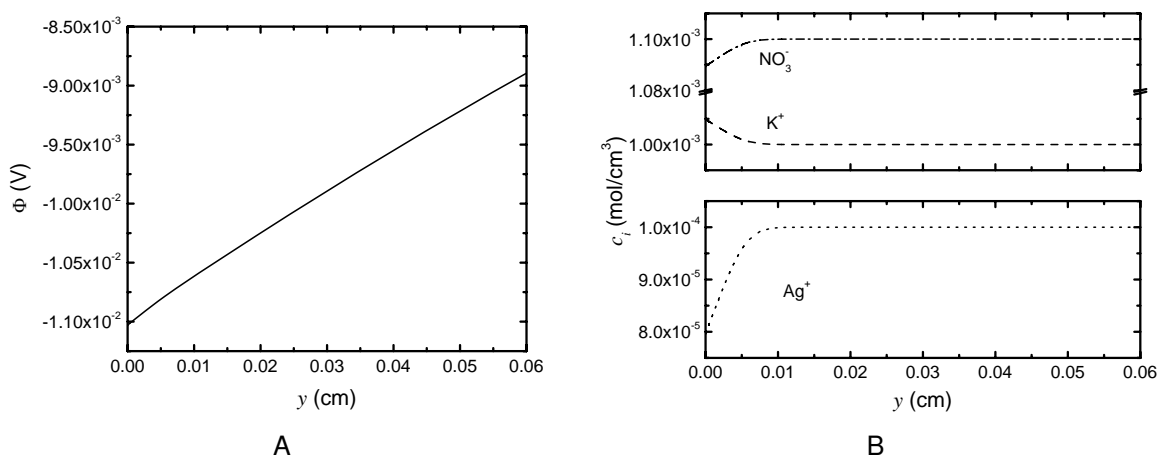 -8.50x10⁻³
-9.00x10⁻³
-9.50x10⁻³
-1.00x10⁻²
-1.05x10⁻²
-1.10x10⁻²
Φ (V)
0.00 0.01 0.02 0.03 0.04 0.05 0.06
y (cm)
A
1.10x10⁻³
1.08x10⁻³
1.00x10⁻³
NO₃⁻
K⁺
cᵢ (mol/cm³)
1.0x10⁻⁴
9.0x10⁻⁵
8.0x10⁻⁵
Ag⁺
0.00 0.01 0.02 0.03 0.04 0.05 0.06
y (cm)
B